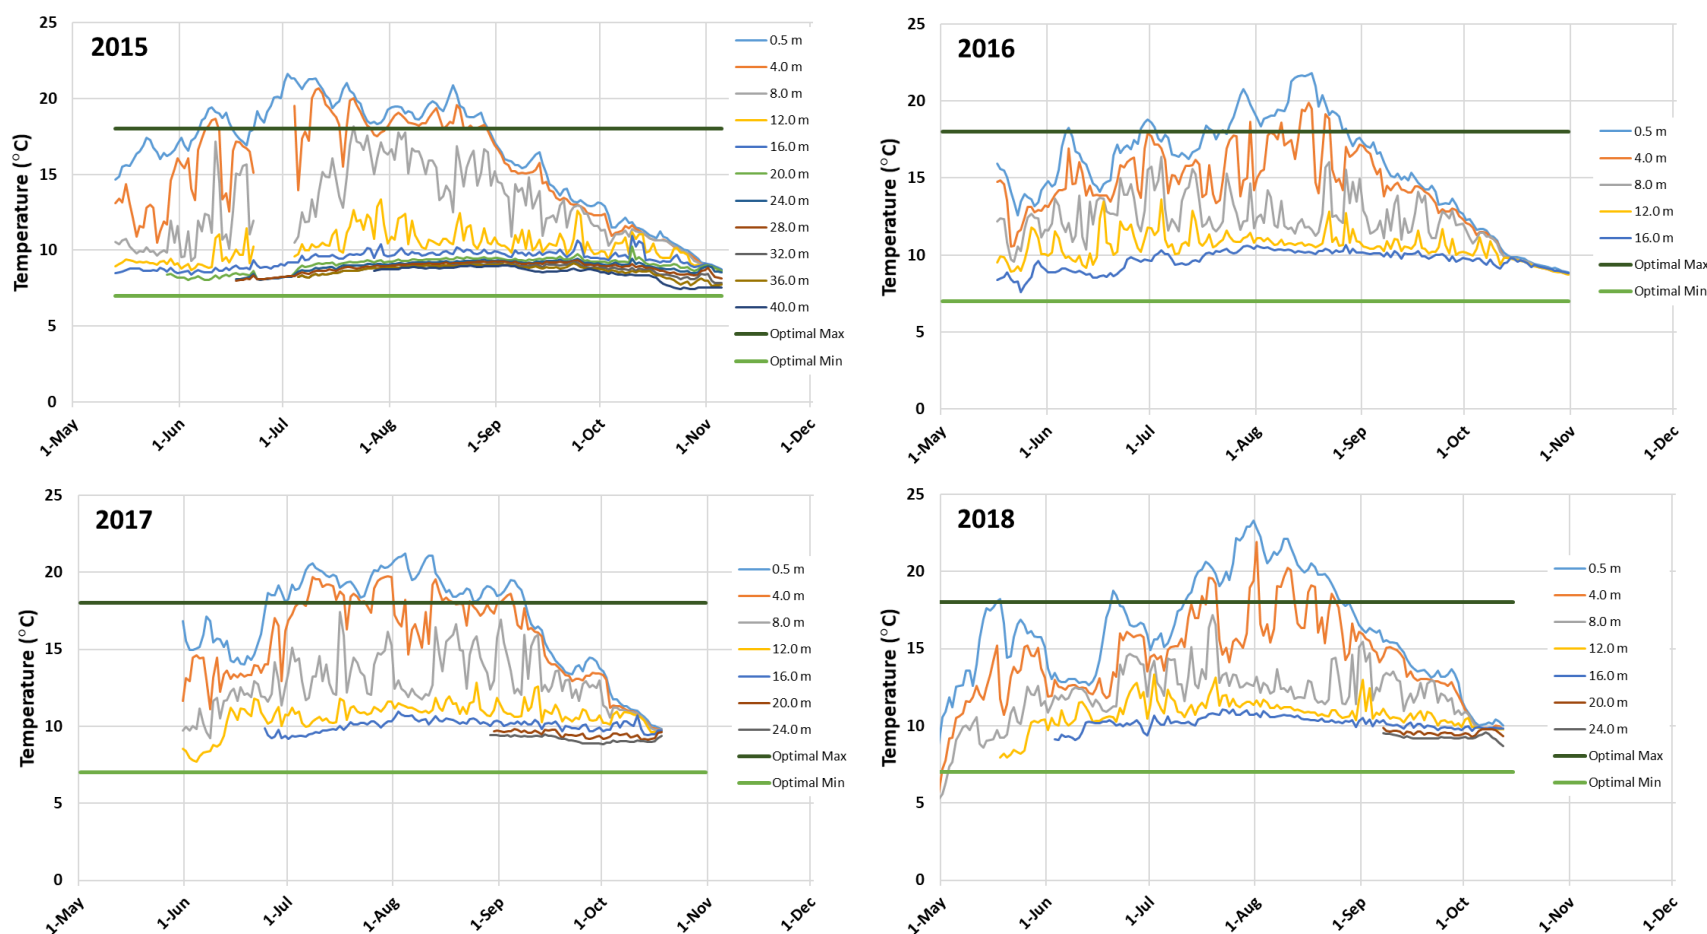 2015
Temperature (°C)
25
20
15
10
5
0
1-May
1-Jun
1-Jul
1-Aug
1-Sep
1-Oct
1-Nov
1-Dec
0.5 m
4.0 m
8.0 m
12.0 m
16.0 m
20.0 m
24.0 m
28.0 m
32.0 m
36.0 m
40.0 m
Optimal Max
Optimal Min
2016
Temperature (°C)
25
20
15
10
5
0
1-May
1-Jun
1-Jul
1-Aug
1-Sep
1-Oct
1-Nov
1-Dec
0.5 m
4.0 m
8.0 m
12.0 m
16.0 m
Optimal Max
Optimal Min
2017
Temperature (°C)
25
20
15
10
5
0
1-May
1-Jun
1-Jul
1-Aug
1-Sep
1-Oct
1-Nov
1-Dec
0.5 m
4.0 m
8.0 m
12.0 m
16.0 m
20.0 m
24.0 m
Optimal Max
Optimal Min
2018
Temperature (°C)
25
20
15
10
5
0
1-May
1-Jun
1-Jul
1-Aug
1-Sep
1-Oct
1-Nov
1-Dec
0.5 m
4.0 m
8.0 m
12.0 m
16.0 m
20.0 m
24.0 m
Optimal Max
Optimal Min